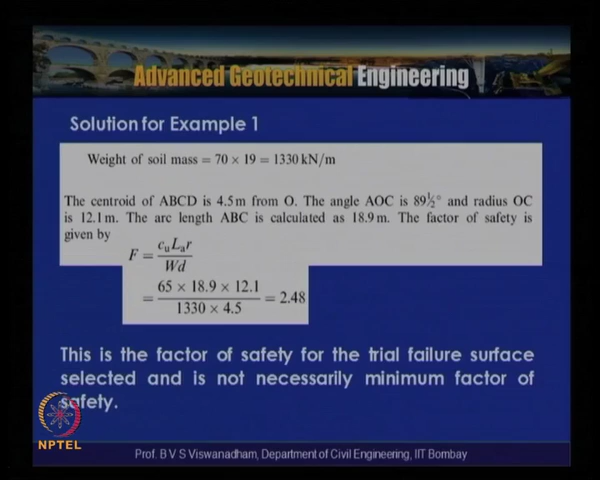 Advanced Geotechnical Engineering
Solution for Example 1
Weight of soil mass = 70 × 19 = 1330 kN/m
The centroid of ABCD is 4.5 m from O. The angle AOC is 89½° and radius OC
is 12.1 m. The arc length ABC is calculated as 18.9 m. The factor of safety is
given by
F = c_u L_a r / W d
= 65 × 18.9 × 12.1 / 1330 × 4.5 = 2.48
This is the factor of safety for the trial failure surface
selected and is not necessarily minimum factor of
safety.
NPTEL
Prof. B V S Viswanadham, Department of Civil Engineering, IIT Bombay